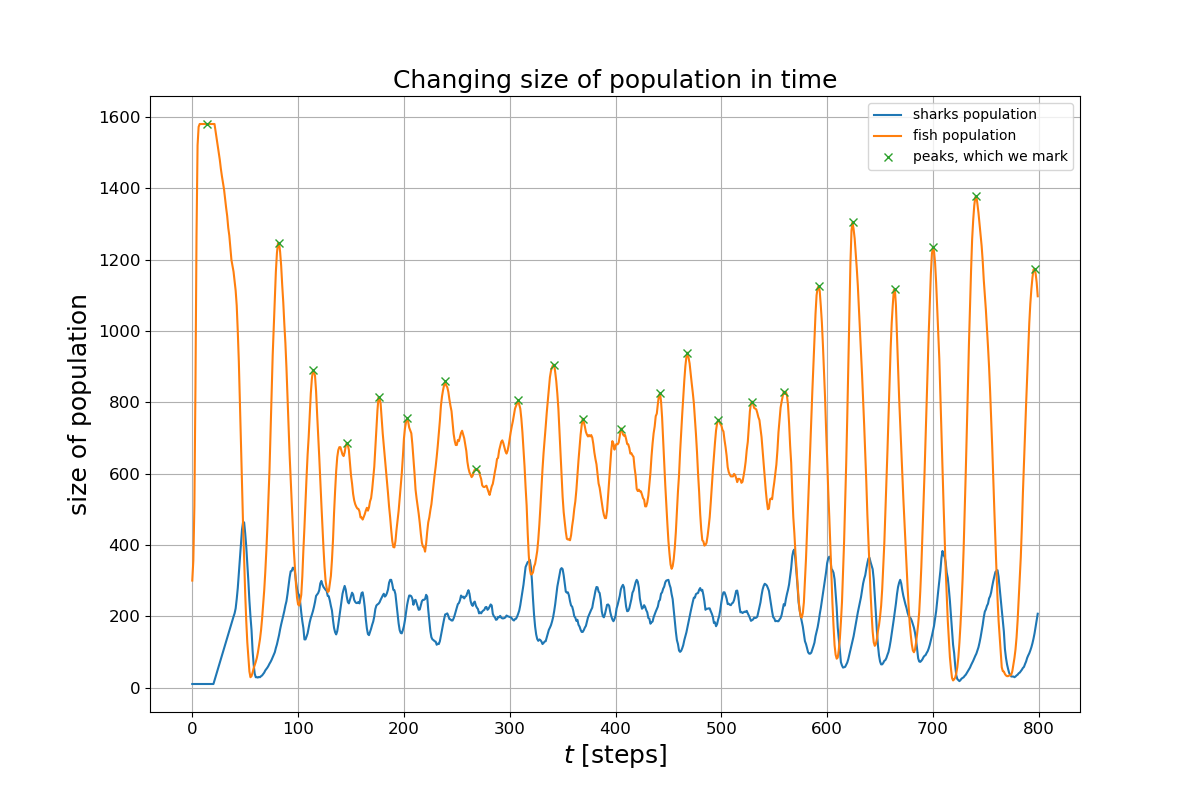 Changing size of population in time
sharks population
fish population
peaks, which we mark
size of population
1600
1400
1200
1000
800
600
400
200
0
0 100 200 300 400 500 600 700 800
t [steps]